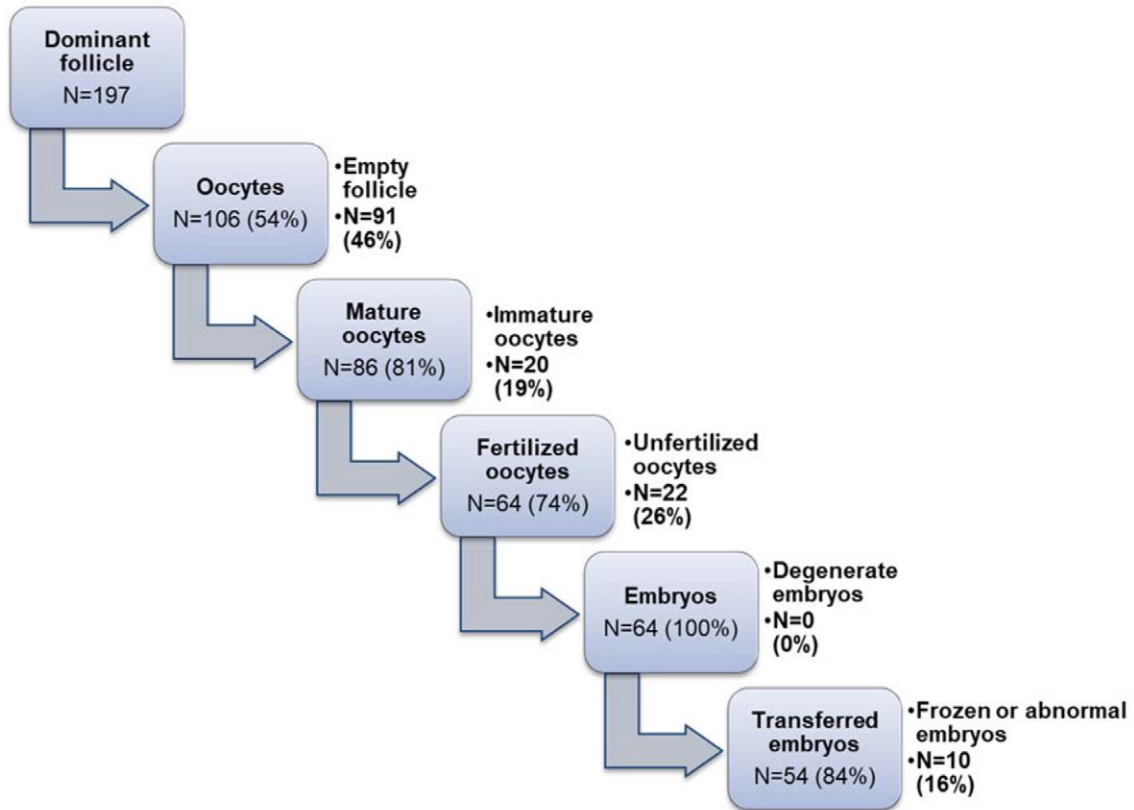 Dominant
follicle
N=197
Oocytes
N=106 (54%)
•Empty
follicle
•N=91
(46%)
Mature
oocytes
N=86 (81%)
•Immature
oocytes
•N=20
(19%)
Fertilized
oocytes
N=64 (74%)
•Unfertilized
oocytes
•N=22
(26%)
Embryos
N=64 (100%)
•Degenerate
embryos
•N=0
(0%)
Transferred
embryos
N=54 (84%)
•Frozen or abnormal
embryos
•N=10
(16%)